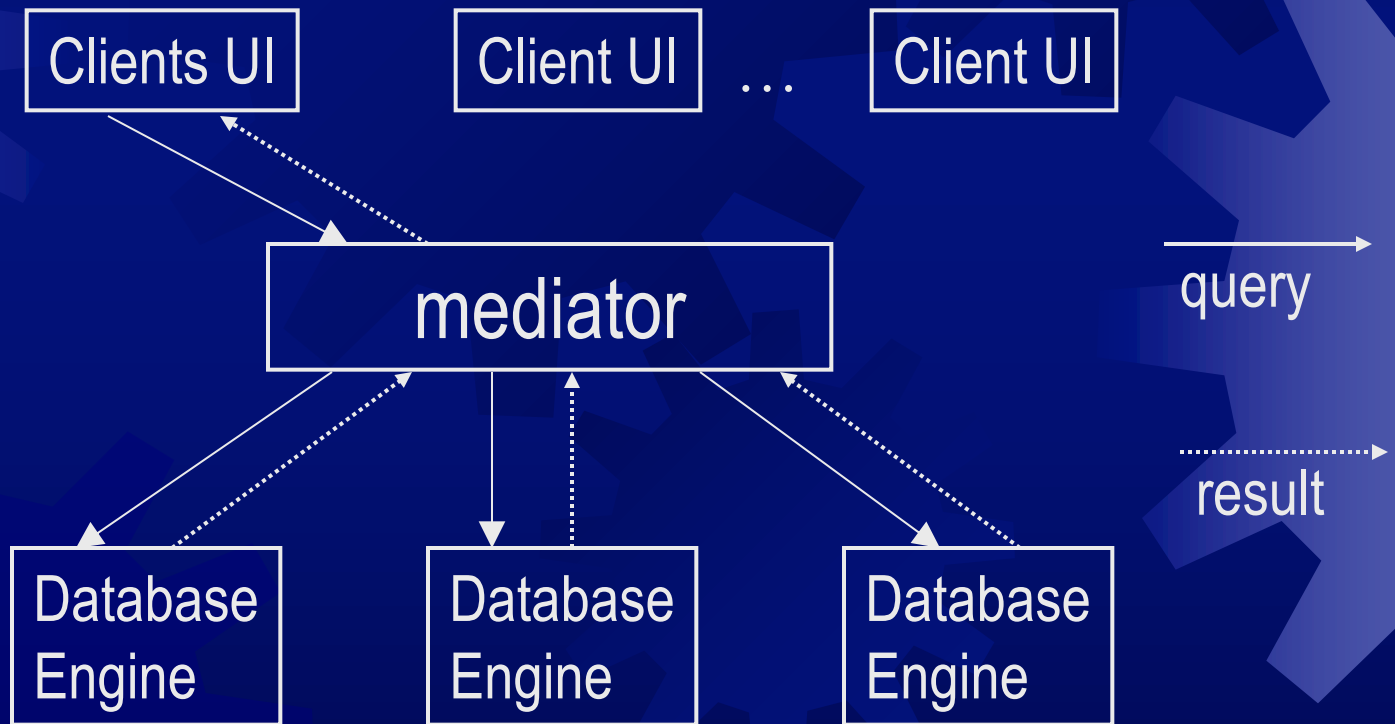 Clients UI
Client UI
...
Client UI
mediator
query
result
Database
Engine
Database
Engine
Database
Engine